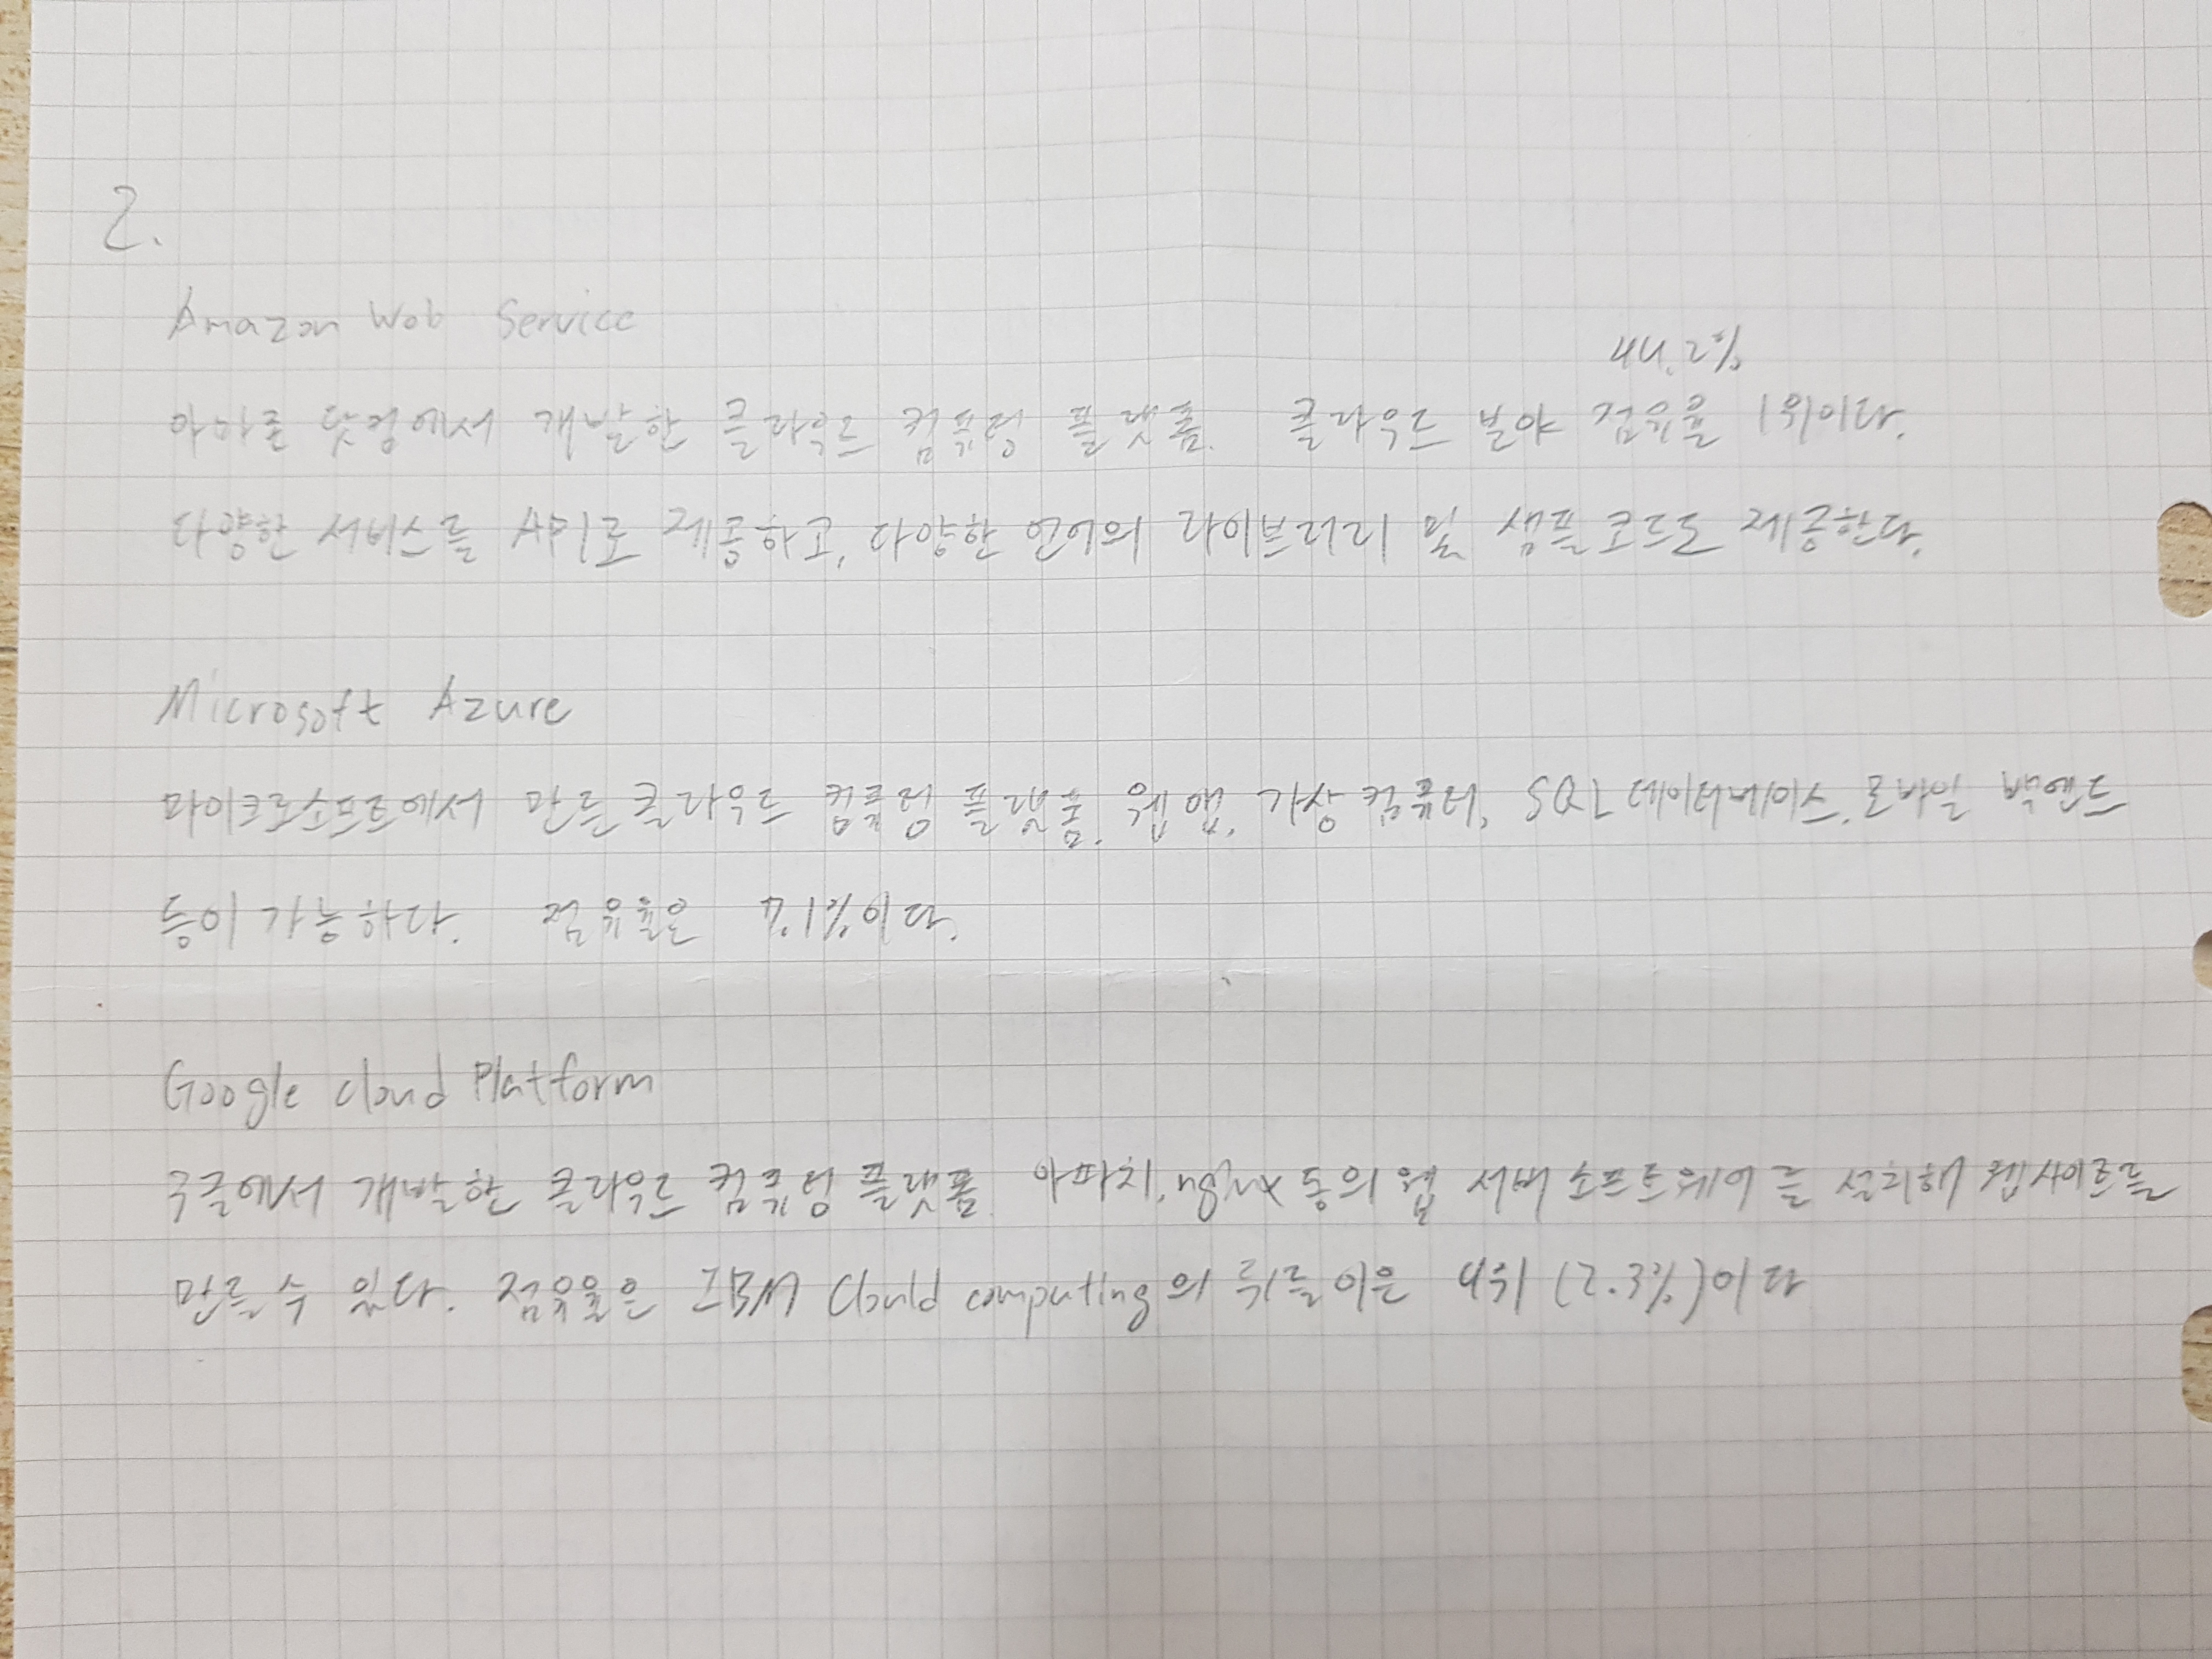 2.
Amazon Web Service
44.2%
아마존 닷컴에서 개발한 클라우드 컴퓨팅 플랫폼. 클라우드 분야 점유율 1위이다.
다양한 서비스를 API로 제공하고, 다양한 언어의 라이브러리 및 샘플코드도 제공한다.
Microsoft Azure
마이크로소프트에서 만든 클라우드 컴퓨팅 플랫폼. 웹앱, 가상 컴퓨터, SQL 데이터베이스, 모바일 백엔드
등이 가능하다. 점유율은 7.1%이다.
Google cloud Platform
구글에서 개발한 클라우드 컴퓨팅 플랫폼. 아파치, nginx 등의 웹 서버 소프트웨어를 설치해 웹사이트를
만들 수 있다. 점유율은 IBM Clould computing의 뒤를 이은 4위 (2.3%)이다